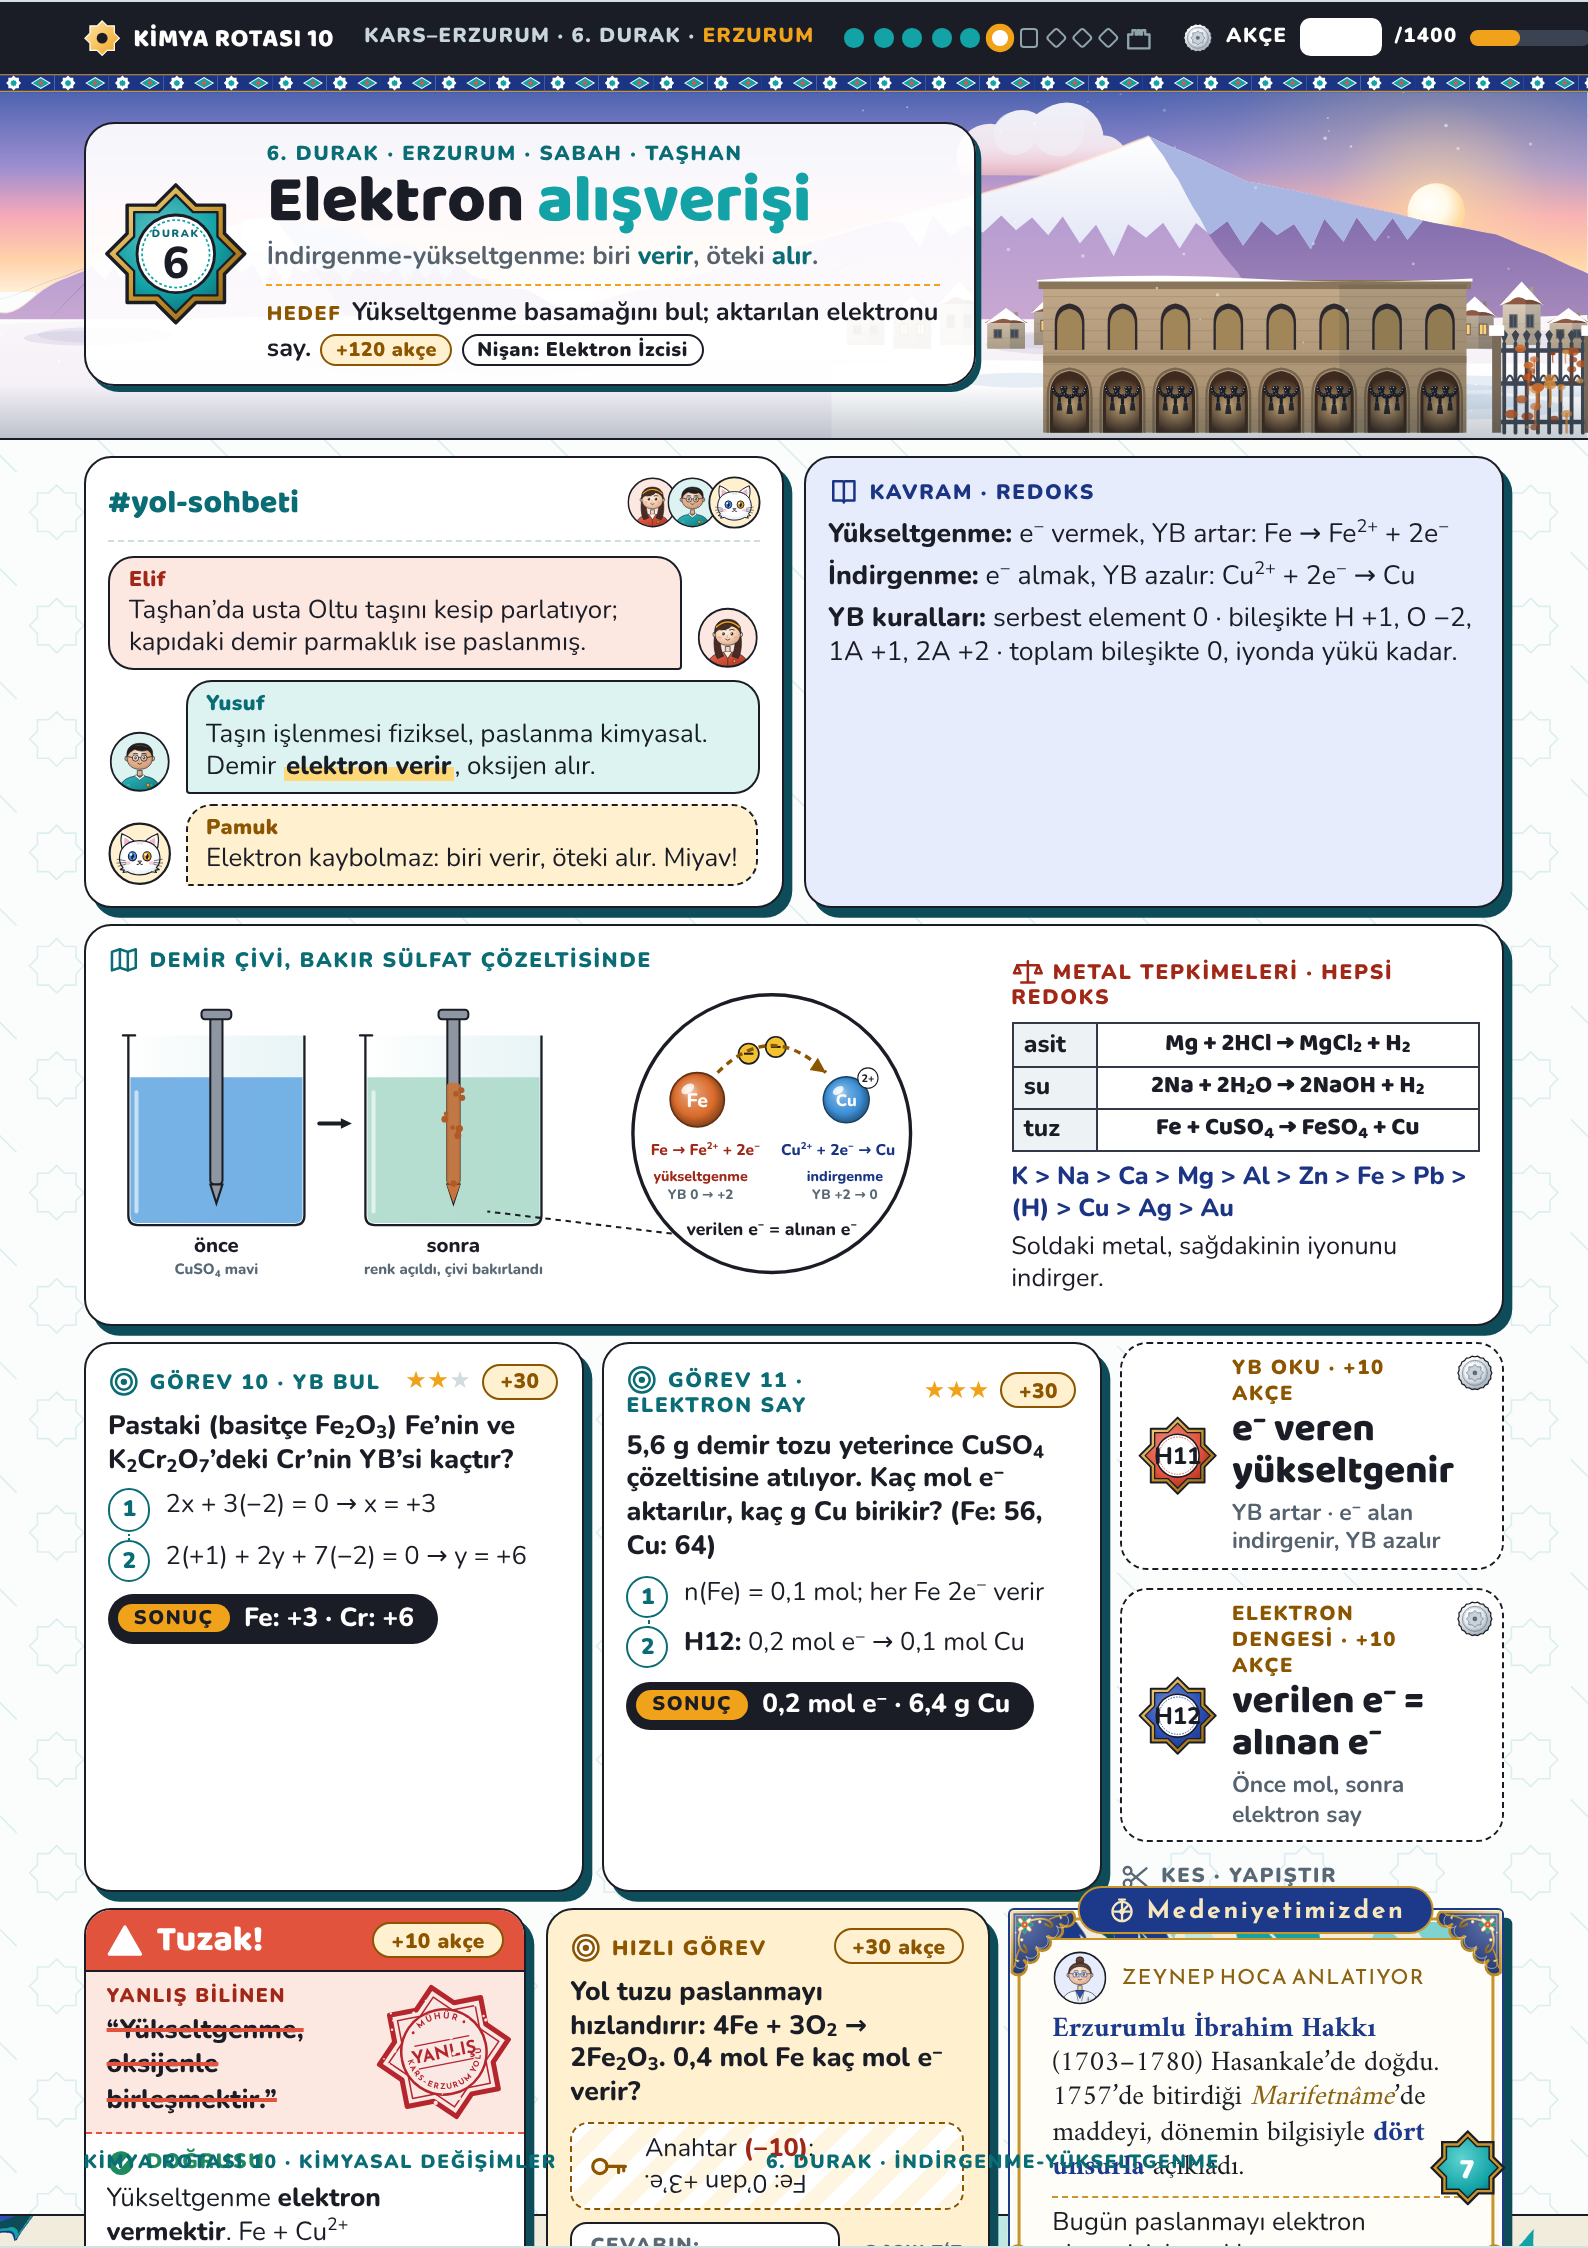 KİMYA ROTASI 10 KARS–ERZURUM · 6. DURAK · ERZURUM AKÇE /1400
6. DURAK · ERZURUM · SABAH · TAŞHAN
DURAK
6
Elektron alışverişi
İndirgenme-yükseltgenme: biri verir, öteki alır.
HEDEF Yükseltgenme basamağını bul; aktarılan elektronu
say. +120 akçe Nişan: Elektron İzcisi
#yol-sohbeti
Elif
Taşhan’da usta Oltu taşını kesip parlatıyor;
kapıdaki demir parmaklık ise paslanmış.
Yusuf
Taşın işlenmesi fiziksel, paslanma kimyasal.
Demir elektron verir, oksijen alır.
Pamuk
Elektron kaybolmaz: biri verir, öteki alır. Miyav!
KAVRAM · REDOKS
Yükseltgenme: e⁻ vermek, YB artar: Fe → Fe²⁺ + 2e⁻
İndirgenme: e⁻ almak, YB azalır: Cu²⁺ + 2e⁻ → Cu
YB kuralları: serbest element 0 · bileşikte H +1, O −2,
1A +1, 2A +2 · toplam bileşikte 0, iyonda yükü kadar.
DEMİR ÇİVİ, BAKIR SÜLFAT ÇÖZELTİSİNDE
önce
CuSO₄ mavi
sonra
renk açıldı, çivi bakırlandı
− −
Fe
Cu
2+
Fe → Fe²⁺ + 2e⁻
yükseltgenme
YB 0 → +2
Cu²⁺ + 2e⁻ → Cu
indirgenme
YB +2 → 0
verilen e⁻ = alınan e⁻
METAL TEPKİMELERİ · HEPSİ
REDOKS
asit Mg + 2HCl → MgCl₂ + H₂
su 2Na + 2H₂O → 2NaOH + H₂
tuz Fe + CuSO₄ → FeSO₄ + Cu
K > Na > Ca > Mg > Al > Zn > Fe > Pb >
(H) > Cu > Ag > Au
Soldaki metal, sağdakinin iyonunu
indirger.
GÖREV 10 · YB BUL ★★★ +30
Pastaki (basitçe Fe₂O₃) Fe’nin ve
K₂Cr₂O₇’deki Cr’nin YB’si kaçtır?
1 2x + 3(−2) = 0 → x = +3
2 2(+1) + 2y + 7(−2) = 0 → y = +6
SONUÇ Fe: +3 · Cr: +6
GÖREV 11 ·
ELEKTRON SAY ★★★ +30
5,6 g demir tozu yeterince CuSO₄
çözeltisine atılıyor. Kaç mol e⁻
aktarılır, kaç g Cu birikir? (Fe: 56,
Cu: 64)
1 n(Fe) = 0,1 mol; her Fe 2e⁻ verir
2 H12: 0,2 mol e⁻ → 0,1 mol Cu
SONUÇ 0,2 mol e⁻ · 6,4 g Cu
YB OKU · +10
AKÇE
H11
e⁻ veren
yükseltgenir
YB artar · e⁻ alan
indirgenir, YB azalır
ELEKTRON
DENGESİ · +10
AKÇE
H12
verilen e⁻ =
alınan e⁻
Önce mol, sonra
elektron say
KES · YAPIŞTIR
Tuzak! +10 akçe
YANLIŞ BİLİNEN
“Yükseltgenme,
oksijenle
birleşmektir.”
MÜHÜR
YANLIŞ
KARS-ERZURUM YOLU
DOĞRUSU
Yükseltgenme elektron
vermektir. Fe + Cu²⁺
HIZLI GÖREV +30 akçe
Yol tuzu paslanmayı
hızlandırır: 4Fe + 3O₂ →
2Fe₂O₃. 0,4 mol Fe kaç mol e⁻
verir?
Anahtar (−10):
Fe: 0’dan +3’e.
CEVABIN:
Medeniyetimizden
ZEYNEP HOCA ANLATIYOR
Erzurumlu İbrahim Hakkı
(1703–1780) Hasankale’de doğdu.
1757’de bitirdiği Marifetnâme’de
maddeyi, dönemin bilgisiyle dört
unsurla açıkladı.
Bugün paslanmayı elektron
KİMYA ROTASI 10 · KİMYASAL DEĞİŞİMLER
6. DURAK · İNDİRGENME-YÜKSELTGENME
7